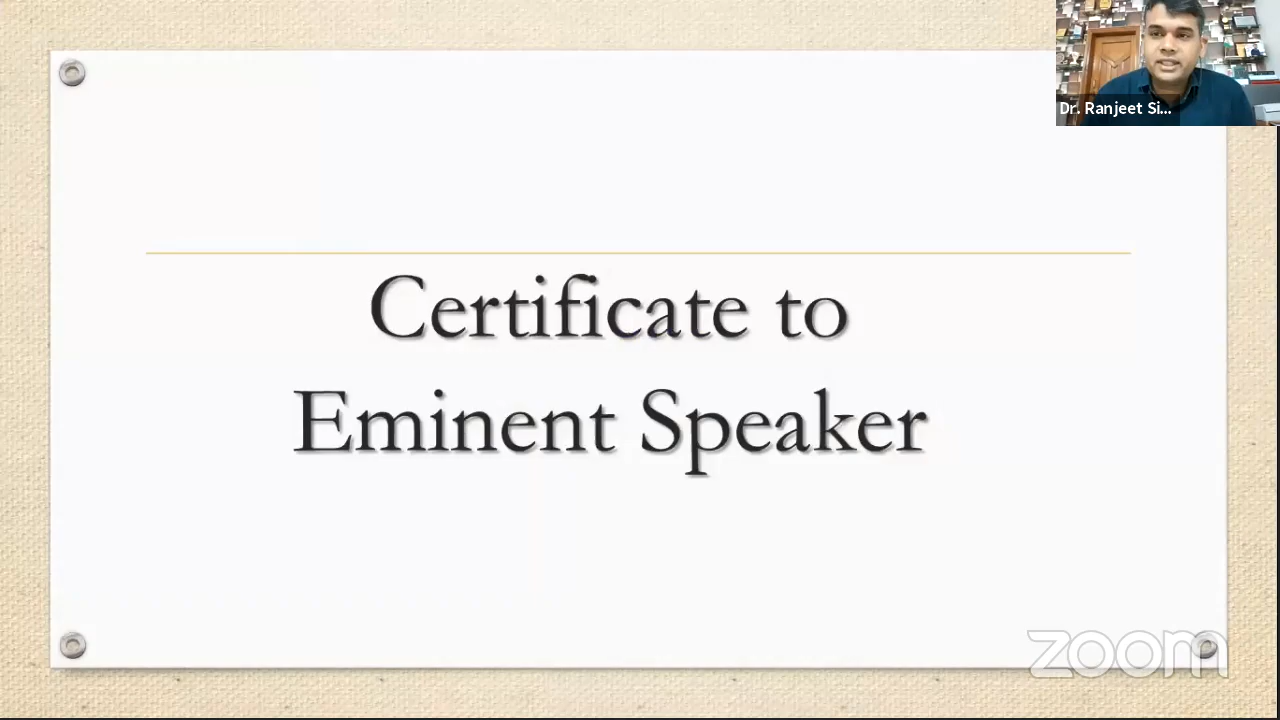 Dr. Ranjeet Si...
Certificate to
Eminent Speaker
zoom